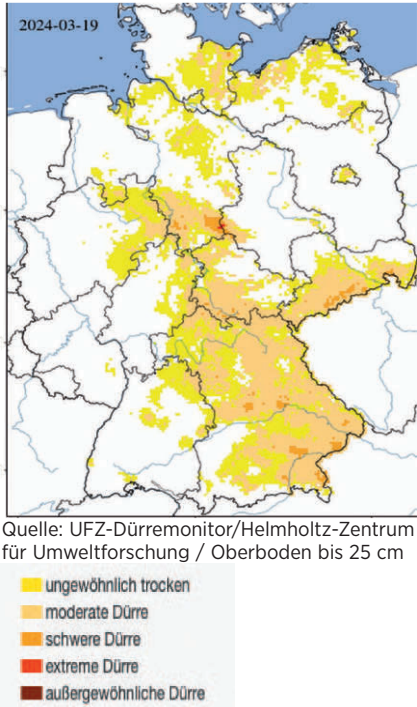 2024-03-19
Quelle: UFZ-Dürremonitor/Helmholtz-Zentrum
für Umweltforschung / Oberboden bis 25 cm
ungewöhnlich trocken
moderate Dürre
schwere Dürre
extreme Dürre
außergewöhnliche Dürre